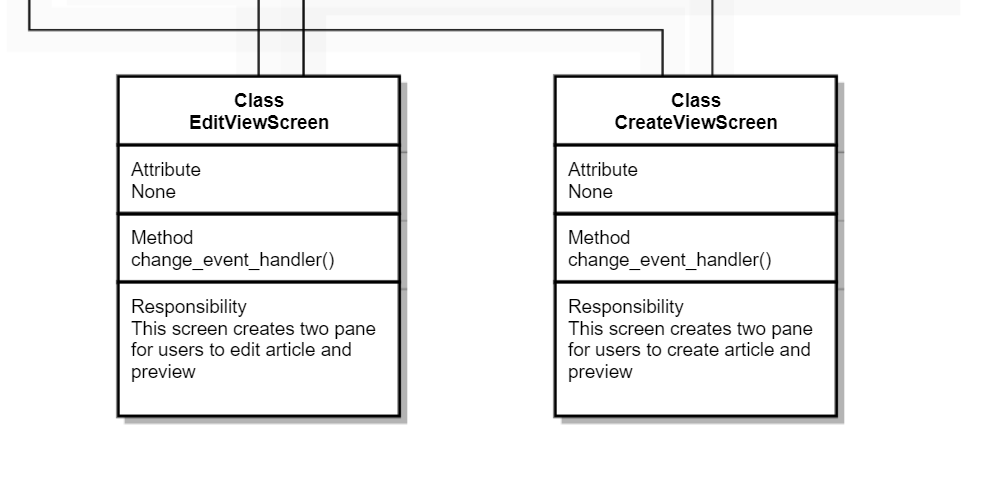 Class
EditViewScreen
Attribute
None
Method
change_event_handler()
Responsibility
This screen creates two pane
for users to edit article and
preview
Class
CreateViewScreen
Attribute
None
Method
change_event_handler()
Responsibility
This screen creates two pane
for users to create article and
preview